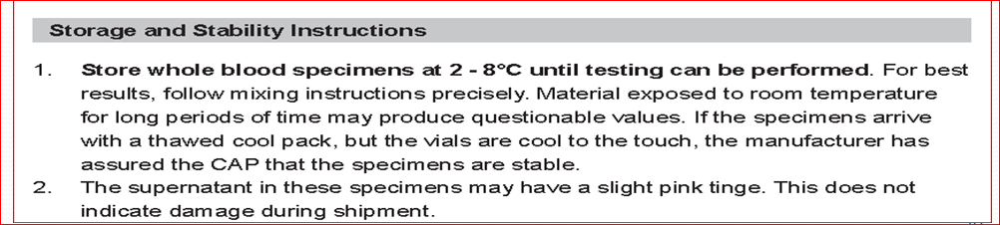 Storage and Stability Instructions
1. Store whole blood specimens at 2 - 8°C until testing can be performed. For best
results, follow mixing instructions precisely. Material exposed to room temperature
for long periods of time may produce questionable values. If the specimens arrive
with a thawed cool pack, but the vials are cool to the touch, the manufacturer has
assured the CAP that the specimens are stable.
2. The supernatant in these specimens may have a slight pink tinge. This does not
indicate damage during shipment.